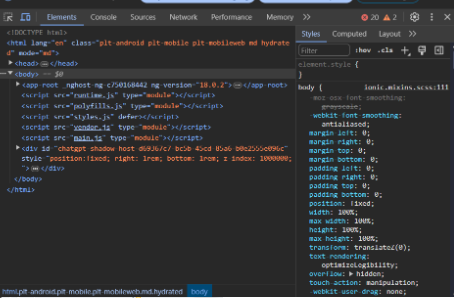 Elements Console Sources Network Performance Memory
20 2
Styles Computed Layout
Filter :hov .cls
element.style {
}
<!DOCTYPE html>
<html lang="en" class="plt-android plt-mobile plt-mobileweb md hydrated" mode="md">
<head> </head>
<body> == $0
<app-root _nghost-ng-c750168442 ng-version="18.0.2"> </app-root>
<script src="runtime.js" type="module"></script>
<script src="polyfills.js" type="module"></script>
<script src="styles.js" defer></script>
<script src="vendor.js" type="module"></script>
<script src="main.js" type="module"></script>
<div id="chatgpt-shadow-host-
style="position:fixed; right: 1rem; bottom: 1rem; z-index: 1000000;
"> </div>
</body>
</html>
body { ionic.mixins.scss:111
-moz-osx-font-smoothing:
grayscale;
-webkit-font-smoothing:
antialiased;
margin-left: 0;
margin-right: 0;
margin-top: 0;
margin-bottom: 0;
padding-left: 0;
padding-right: 0;
padding-top: 0;
padding-bottom: 0;
position: fixed;
width: 100%;
max-width: 100%;
height: 100%;
max-height: 100%;
transform: translateZ(0);
text-rendering:
optimizeLegibility;
overflow: hidden;
touch-action: manipulation;
-webkit-user-drag: none;
html.plt-android.plt-mobile.plt-mobileweb.md.hydrated body